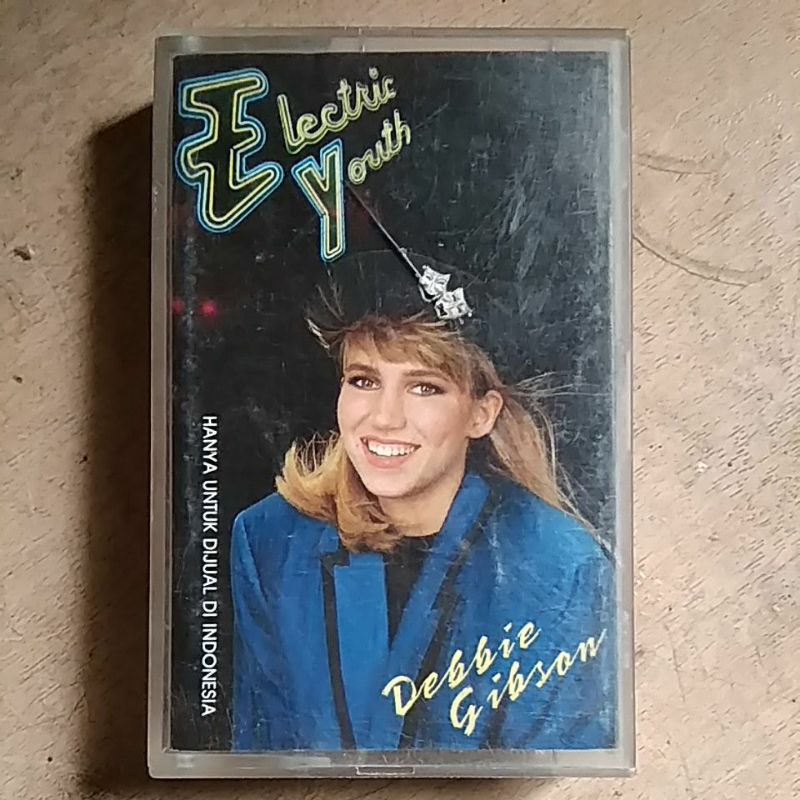 Electric
Youth
HANYA UNTUK DIJUAL DI INDONESIA
Debbie
Gibson